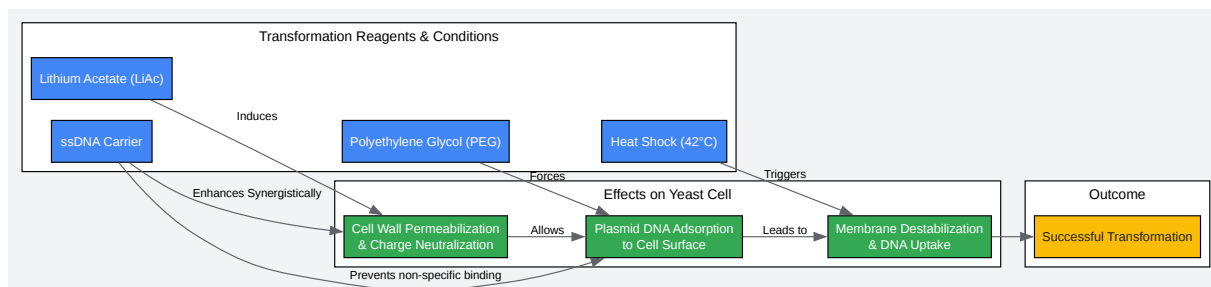 Transformation Reagents & Conditions
Lithium Acetate (LiAc)
Induces
ssDNA Carrier
Polyethylene Glycol (PEG)
Heat Shock (42°C)
Enhances Synergistically
Forces
Triggers
Effects on Yeast Cell
Outcome
Cell Wall Permeabilization
& Charge Neutralization
Allows
Plasmid DNA Adsorption
to Cell Surface
Leads to
Membrane Destabilization
& DNA Uptake
Successful Transformation
Prevents non-specific binding